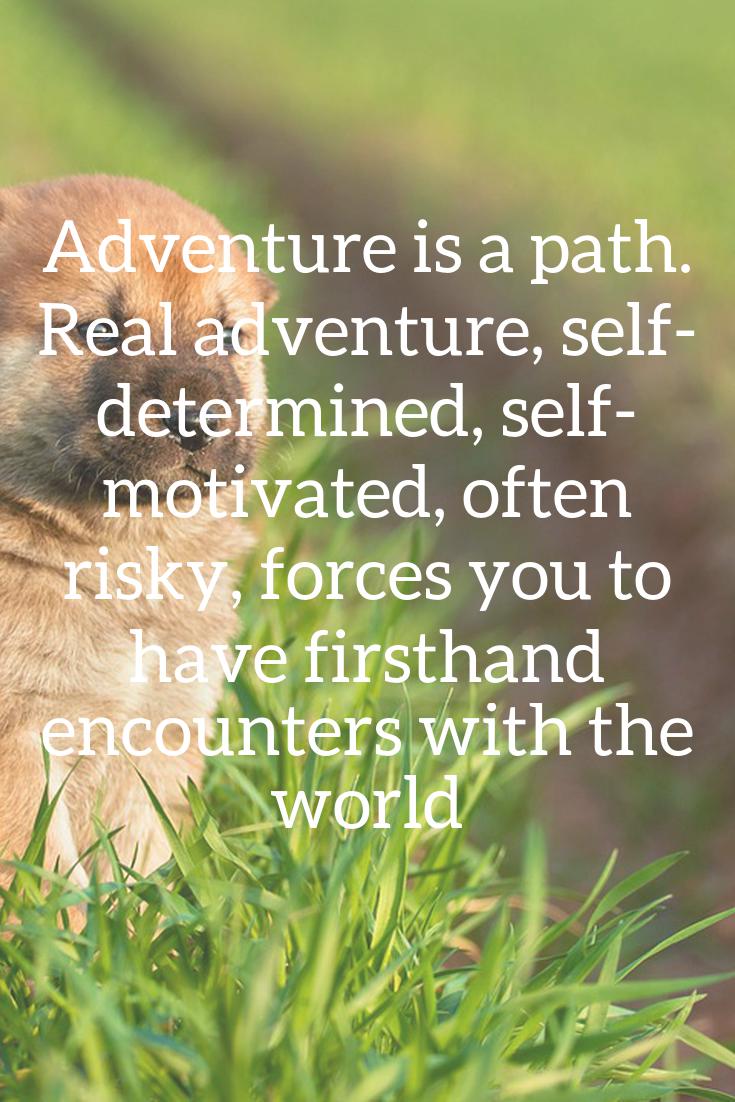 Adventure is a path.
Real adventure, self-
determined, self-
motivated, often
risky, forces you to
have firsthand
encounters with the
world